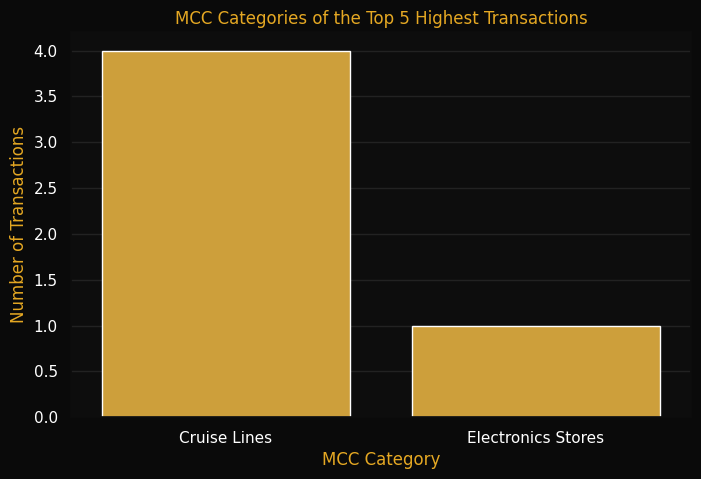 MCC Categories of the Top 5 Highest Transactions
Number of Transactions
4.0
3.5
3.0
2.5
2.0
1.5
1.0
0.5
0.0
Cruise Lines
Electronics Stores
MCC Category